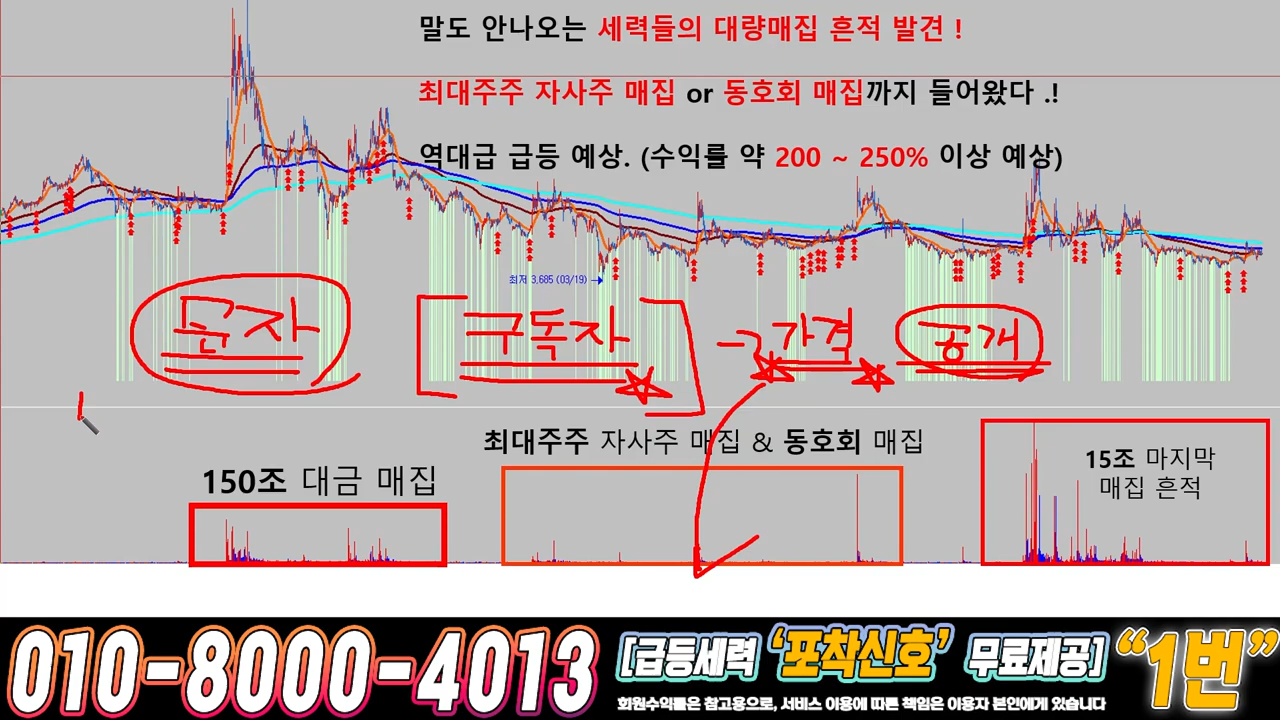 말도 안나오는 세력들의 대량매집 흔적 발견 !
최대주주 자사주 매집 or 동호회 매집까지 들어왔다 .!
역대급 급등 예상. (수익률 약 200 ~ 250% 이상 예상)
최저 3,685 (03/19)
문자
구독자
가격
공개
최대주주 자사주 매집 & 동호회 매집
150조 대금 매집
15조 마지막
매집 흔적
010-8000-4013
[급등세력 ‘포착신호’ 무료제공] “1번”
회원수익률은 참고용으로, 서비스 이용에 따른 책임은 이용자 본인에게 있습니다